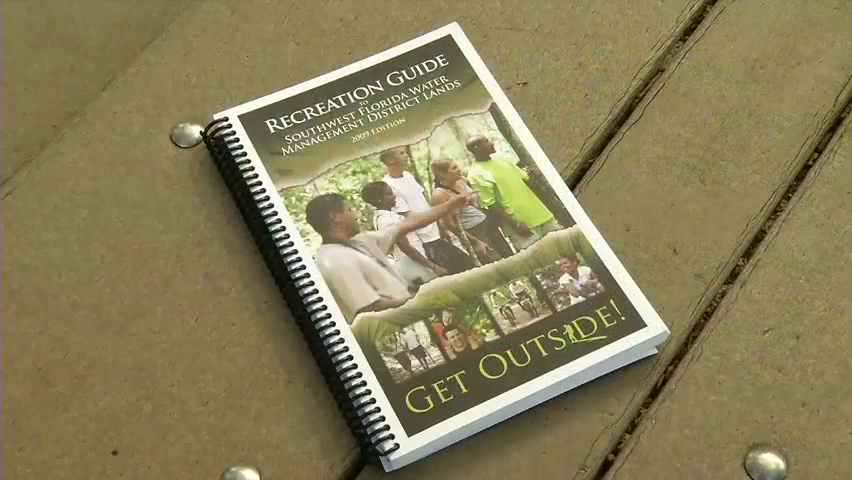 RECREATION GUIDE
TO
SOUTHWEST FLORIDA WATER
MANAGEMENT DISTRICT LANDS
2009 EDITION
GET OUTSIDE!